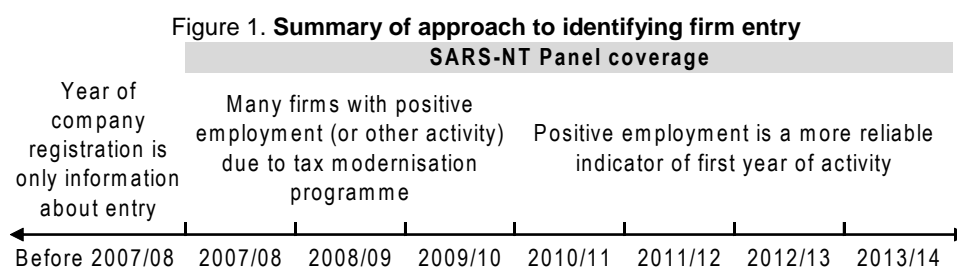 Figure 1. Summary of approach to identifying firm entry
SARS-NT Panel coverage
Year of
company
registration is
only information
about entry
Many firms with positive
employment (or other activity)
due to tax modernisation
programme
Positive employment is a more reliable
indicator of first year of activity
Before 2007/08 2007/08 2008/09 2009/10 2010/11 2011/12 2012/13 2013/14